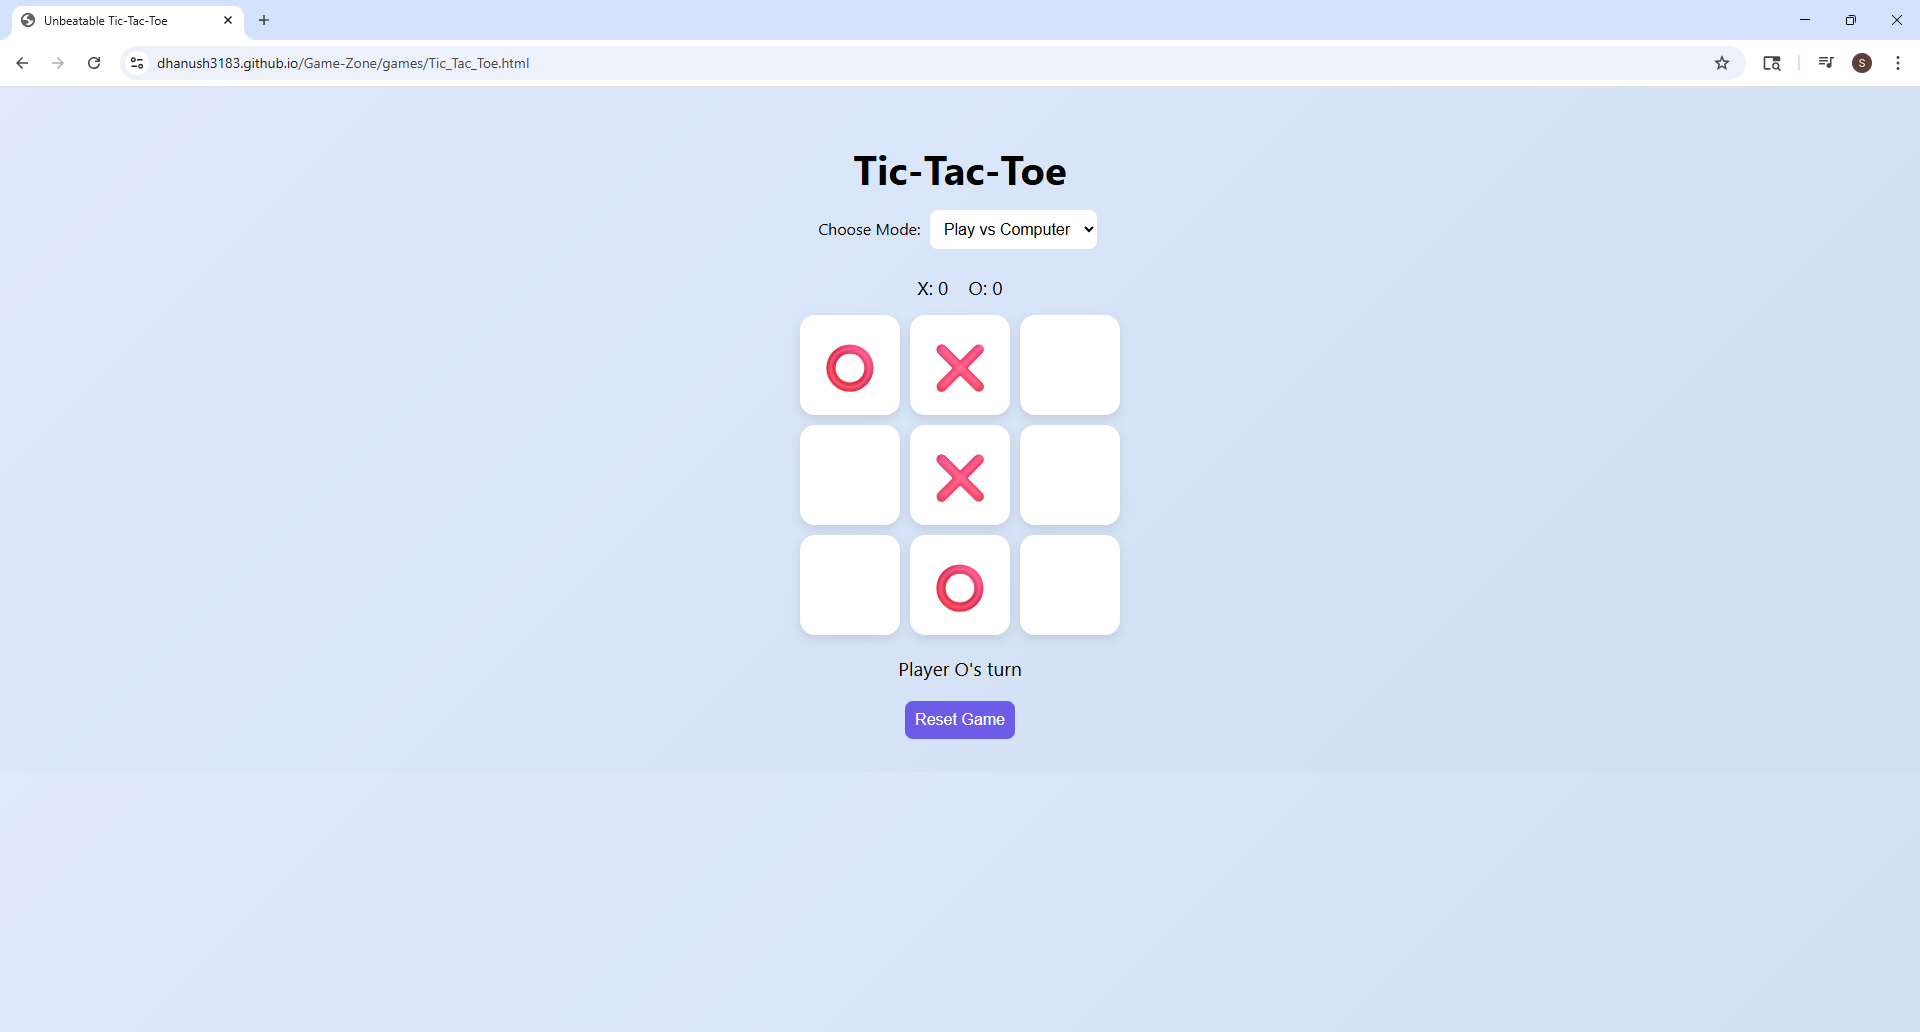 Unbeatable Tic-Tac-Toe
dhanush3183.github.io/Game-Zone/games/Tic_Tac_Toe.html
S
Tic-Tac-Toe
Choose Mode: Play vs Computer
X: 0 O: 0
Player O's turn
Reset Game